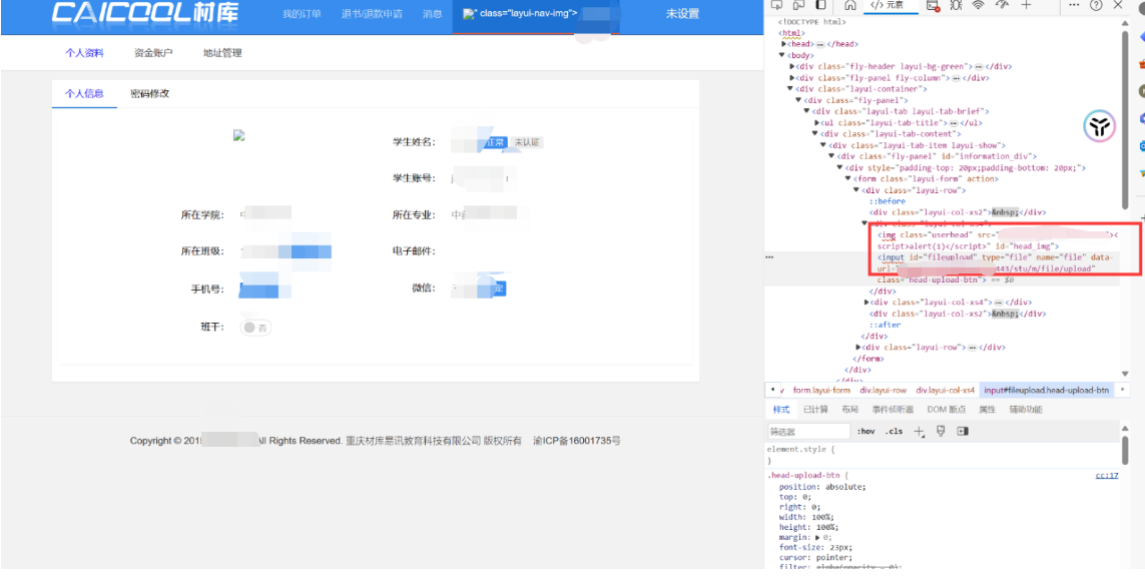 CAICOOL材库
我的订单 退书/退款申请 消息 " class="layui-nav-img"> 未设置
个人资料 资金账户 地址管理
个人信息 密码修改
学生姓名: 正常 未认证
学生账号:
所在学院: 所在专业:
所在班级: 电子邮件:
手机号: 微信:
班干: 否
Copyright © 201 All Rights Reserved. 重庆材库易讯教育科技有限公司 版权所有 渝ICP备16001735号
元素
<!DOCTYPE html>
<html>
<head>⋯</head>
<body>
<div class="fly-header layui-bg-green">⋯</div>
<div class="fly-panel fly-column">⋯</div>
<div class="layui-container">
<div class="fly-panel">
<div class="layui-tab layui-tab-brief">
<ul class="layui-tab-title">⋯</ul>
<div class="layui-tab-content">
<div class="layui-tab-item layui-show">
<div class="fly-panel" id="information_div">
<div style="padding-top: 20px;padding-bottom: 20px;">
<form class="layui-form" action>
<div class="layui-row">
::before
<div class="layui-col-xs2">&nbsp;</div>
<div class="layui-col-xs4">
<img class="userhead" src="><
script>alert(1)</script>" id="head_img">
<input id="fileupload" type="file" name="file" data-
url=" 443/stu/m/file/upload"
class="head-upload-btn"> == $0
</div>
<div class="layui-col-xs4">⋯</div>
<div class="layui-col-xs2">&nbsp;</div>
::after
</div>
<div class="layui-row">⋯</div>
</form>
</div>
</div>
form.layui-form div.layui-row div.layui-col-xs4 input#fileupload.head-upload-btn
样式 已计算 布局 事件侦听器 DOM 断点 属性 辅助功能
筛选器 :hov .cls
element.style {
}
.head-upload-btn { cc:17
position: absolute;
top: 0;
right: 0;
width: 100%;
height: 100%;
margin: 0;
font-size: 23px;
cursor: pointer;
filter: alpha(opacity = 0);